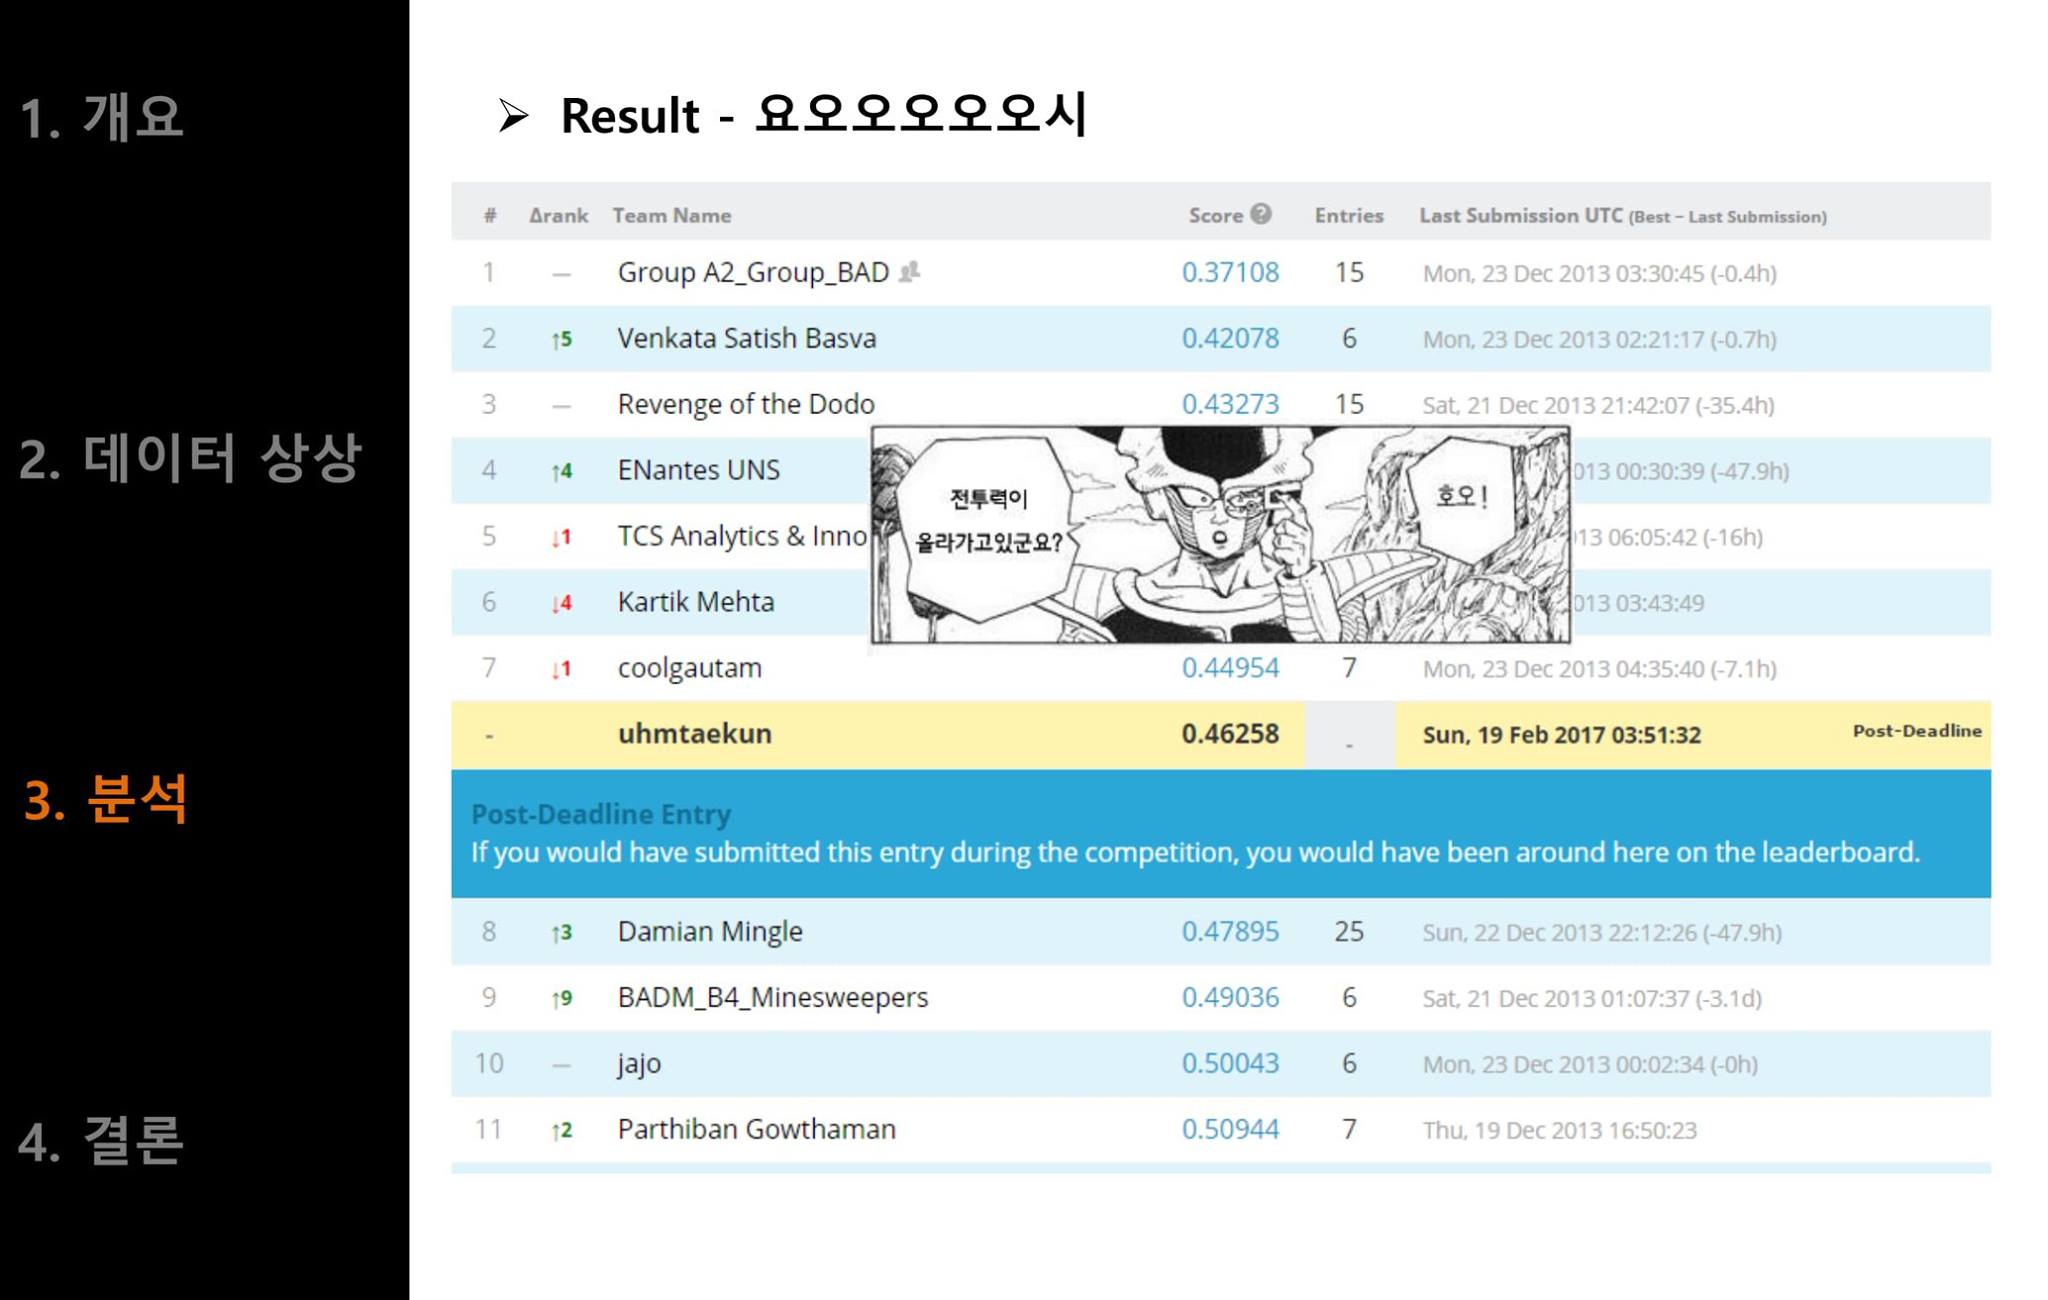 1. 개요
2. 데이터 상상
3. 분석
4. 결론
➢ Result - 요오오오오오시
# Δrank Team Name Score Entries Last Submission UTC (Best − Last Submission)
1 — Group A2_Group_BAD 0.37108 15 Mon, 23 Dec 2013 03:30:45 (-0.4h)
2 ↑5 Venkata Satish Basva 0.42078 6 Mon, 23 Dec 2013 02:21:17 (-0.7h)
3 — Revenge of the Dodo 0.43273 15 Sat, 21 Dec 2013 21:42:07 (-35.4h)
4 ↑4 ENantes UNS 013 00:30:39 (-47.9h)
5 ↓1 TCS Analytics & Inno 13 06:05:42 (-16h)
6 ↓4 Kartik Mehta 013 03:43:49
전투력이
올라가고있군요?
호오!
7 ↓1 coolgautam 0.44954 7 Mon, 23 Dec 2013 04:35:40 (-7.1h)
- uhmtaekun 0.46258 - Sun, 19 Feb 2017 03:51:32 Post-Deadline
Post-Deadline Entry
If you would have submitted this entry during the competition, you would have been around here on the leaderboard.
8 ↑3 Damian Mingle 0.47895 25 Sun, 22 Dec 2013 22:12:26 (-47.9h)
9 ↑9 BADM_B4_Minesweepers 0.49036 6 Sat, 21 Dec 2013 01:07:37 (-3.1d)
10 — jajo 0.50043 6 Mon, 23 Dec 2013 00:02:34 (-0h)
11 ↑2 Parthiban Gowthaman 0.50944 7 Thu, 19 Dec 2013 16:50:23